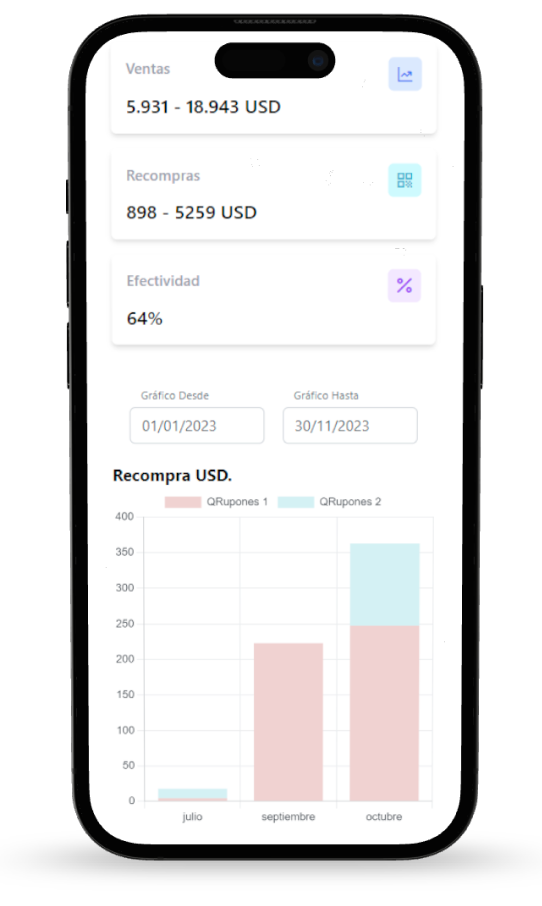 Ventas
5.931 - 18.943 USD
Recompras
898 - 5259 USD
Efectividad
64%
Gráfico Desde
Gráfico Hasta
01/01/2023
30/11/2023
Recompra USD.
QRupones 1
QRupones 2
400
350
300
250
200
150
100
50
0
julio
septiembre
octubre